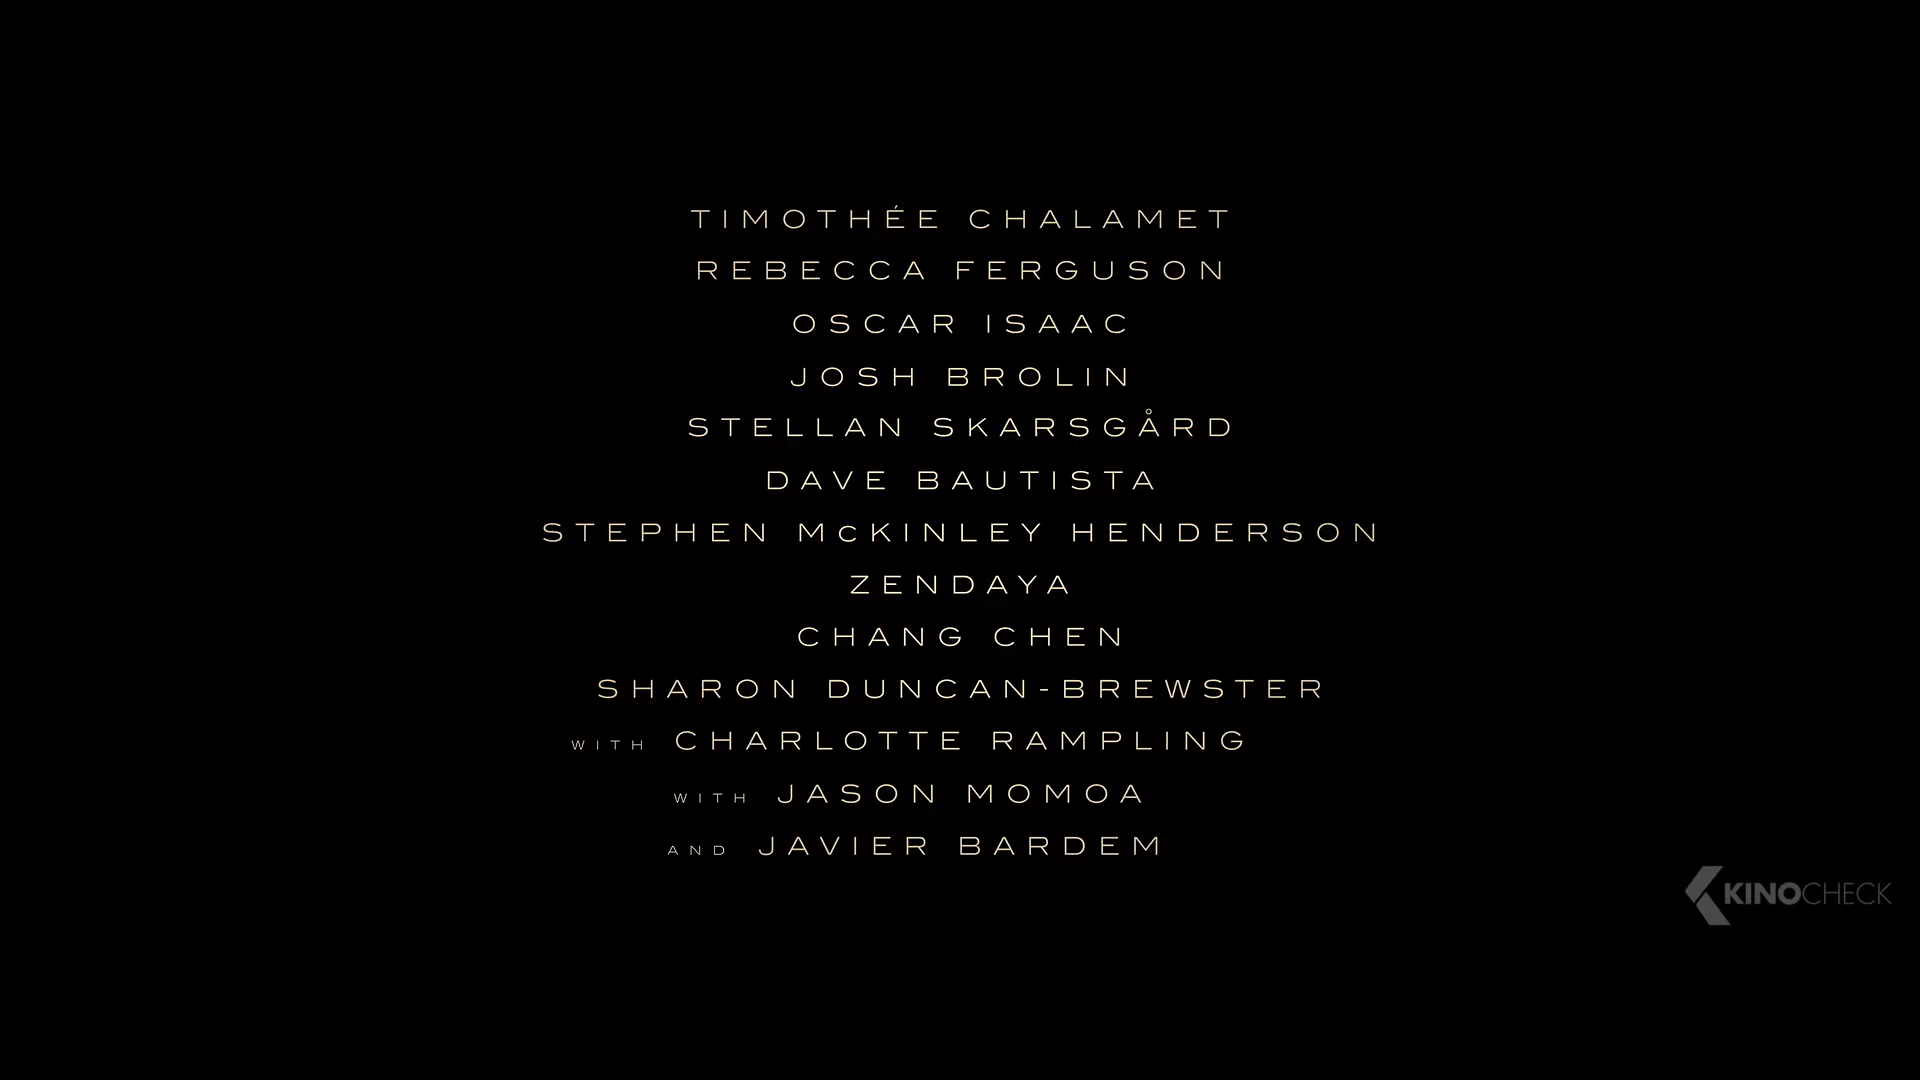 TIMOTHÉE CHALAMET
REBECCA FERGUSON
OSCAR ISAAC
JOSH BROLIN
STELLAN SKARSGÅRD
DAVE BAUTISTA
STEPHEN McKINLEY HENDERSON
ZENDAYA
CHANG CHEN
SHARON DUNCAN-BREWSTER
WITH CHARLOTTE RAMPLING
WITH JASON MOMOA
AND JAVIER BARDEM
KINOCHECK